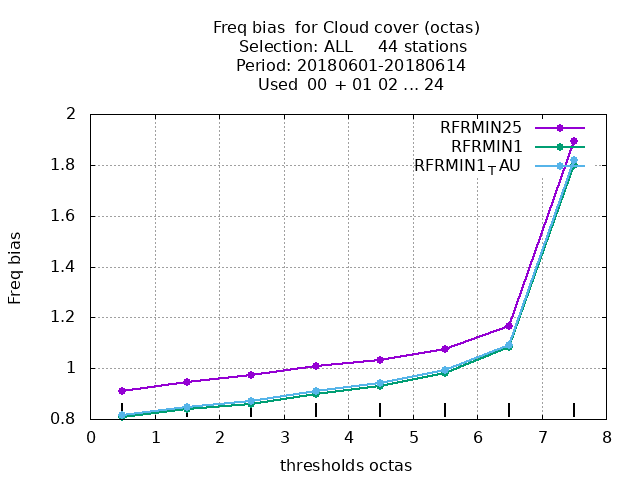 Freq bias  for Cloud cover (octas)
Selection: ALL     44 stations
Period: 20180601-20180614
Used  00  + 01 02 ... 24
RFRMIN25
RFRMIN1
RFRMIN1TAU
Freq bias
2
1.8
1.6
1.4
1.2
1
0.8
0 1 2 3 4 5 6 7 8
thresholds octas